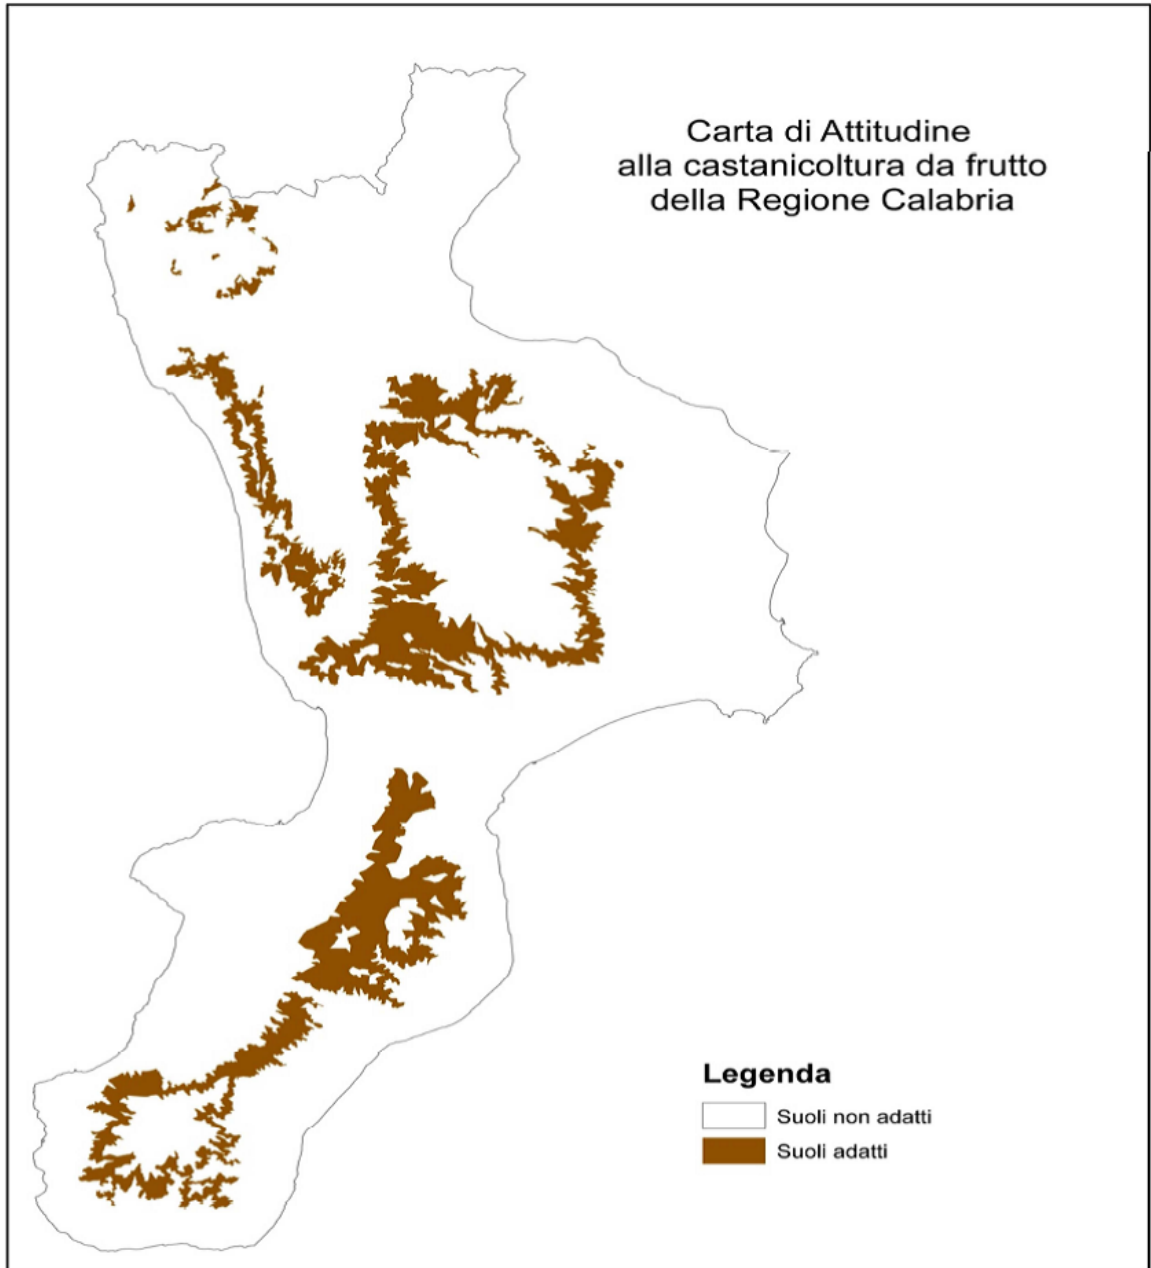 Carta di Attitudine
alla castanicoltura da frutto
della Regione Calabria
Legenda
Suoli non adatti
Suoli adatti